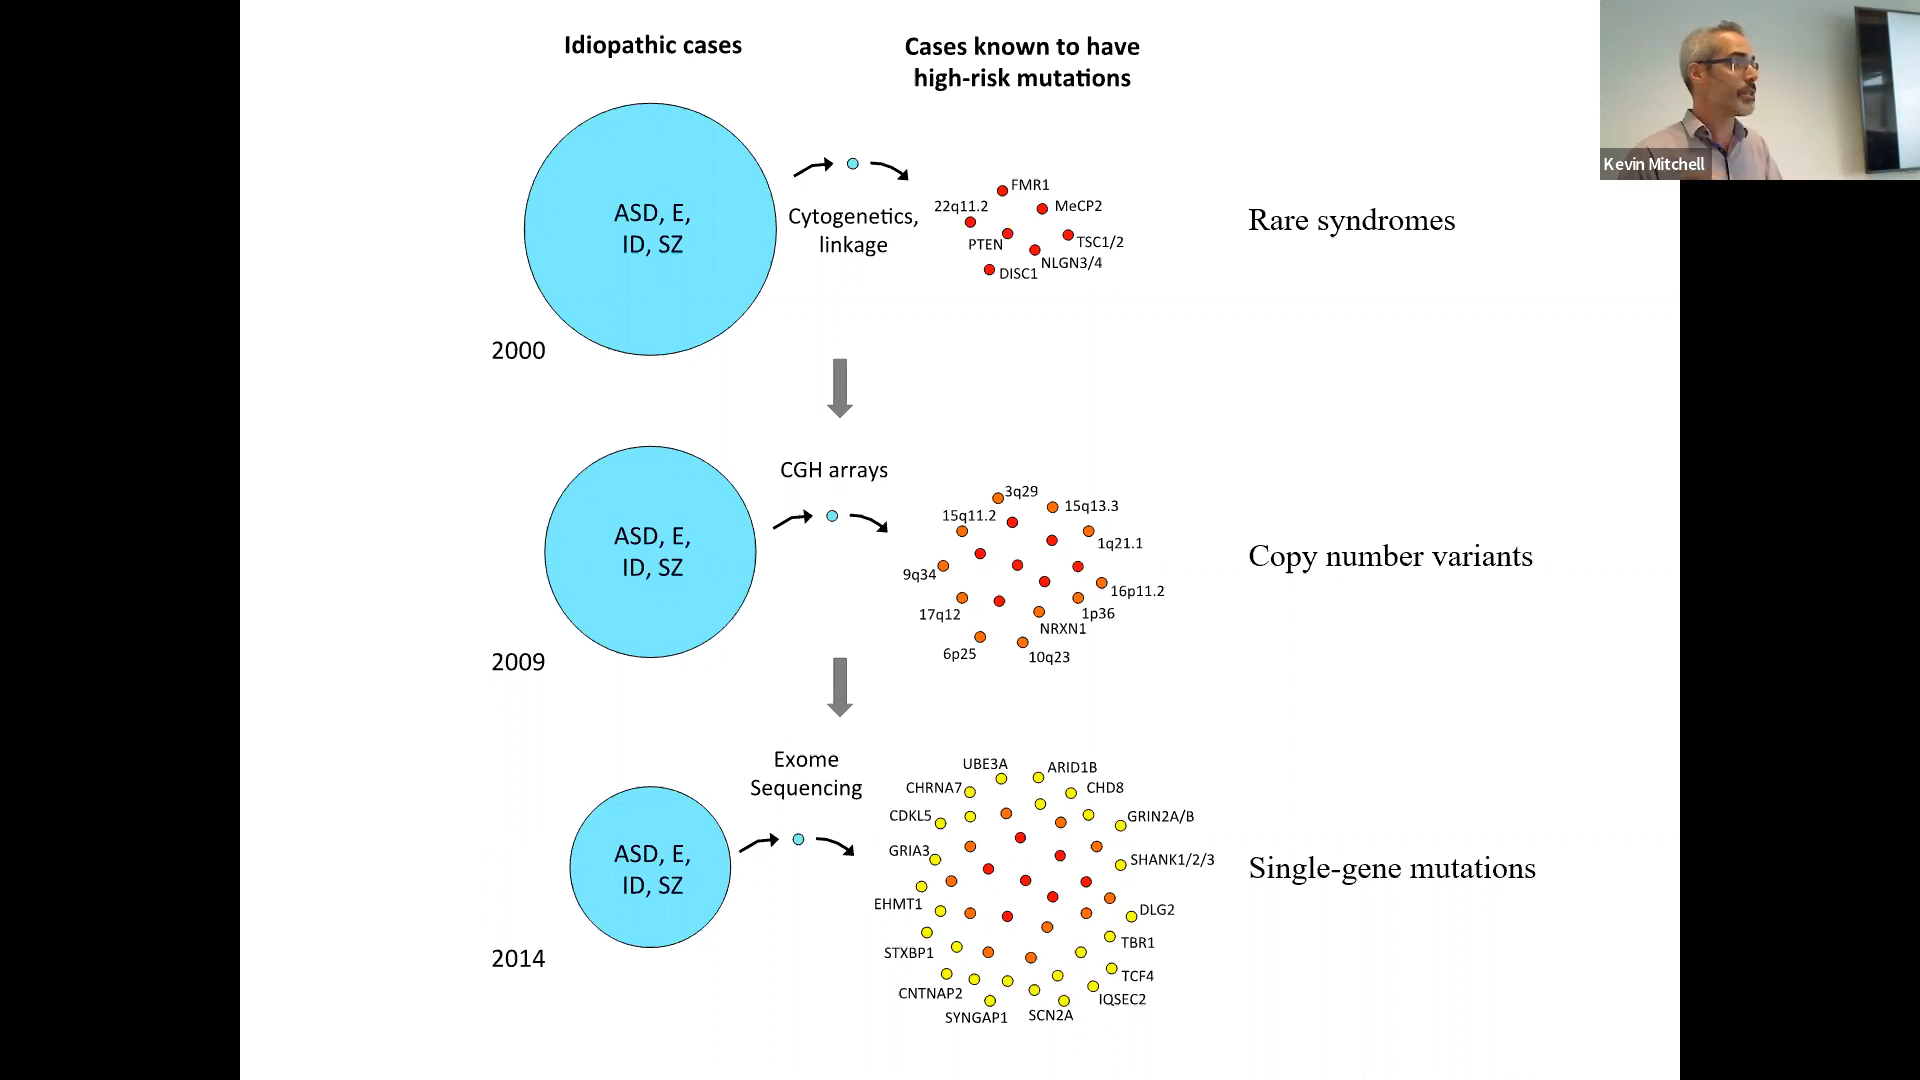 Idiopathic cases
Cases known to have
high-risk mutations
Kevin Mitchell
ASD, E,
ID, SZ
Cytogenetics,
linkage
FMR1
22q11.2
MeCP2
PTEN
TSC1/2
NLGN3/4
DISC1
Rare syndromes
2000
CGH arrays
ASD, E,
ID, SZ
3q29
15q13.3
15q11.2
1q21.1
9q34
16p11.2
17q12
1p36
NRXN1
6p25
10q23
Copy number variants
2009
Exome
Sequencing
ASD, E,
ID, SZ
UBE3A
ARID1B
CHRNA7
CHD8
CDKL5
GRIN2A/B
GRIA3
SHANK1/2/3
EHMT1
DLG2
TBR1
STXBP1
TCF4
CNTNAP2
IQSEC2
SYNGAP1
SCN2A
Single-gene mutations
2014